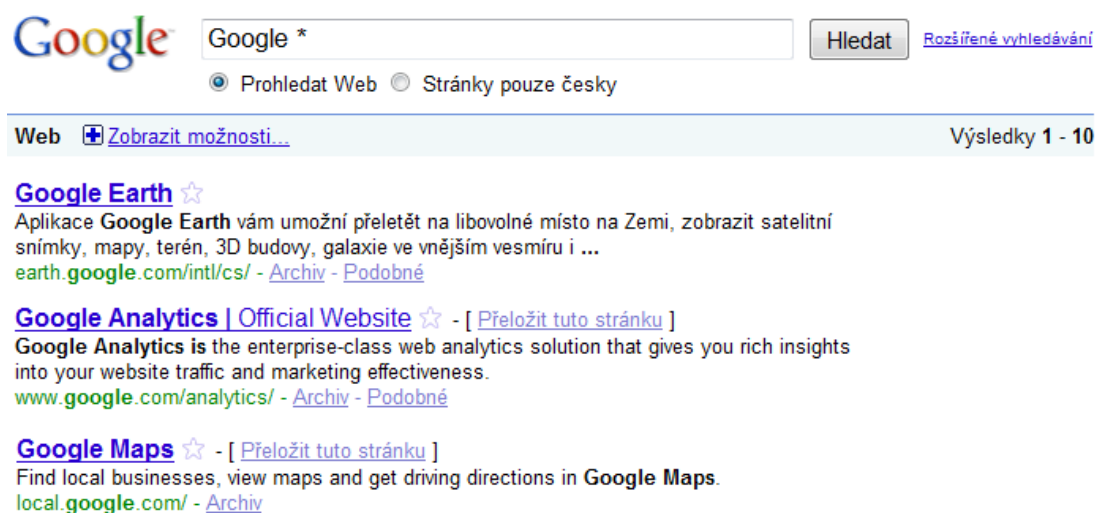 Google Google * Hledat Rozšířené vyhledávání
Prohledat Web Stránky pouze česky
Web Zobrazit možnosti... Výsledky 1 - 10
Google Earth
Aplikace Google Earth vám umožní přeletět na libovolné místo na Zemi, zobrazit satelitní
snímky, mapy, terén, 3D budovy, galaxie ve vnějším vesmíru i ...
earth.google.com/intl/cs/ - Archiv - Podobné
Google Analytics | Official Website - [ Přeložit tuto stránku ]
Google Analytics is the enterprise-class web analytics solution that gives you rich insights
into your website traffic and marketing effectiveness.
www.google.com/analytics/ - Archiv - Podobné
Google Maps - [ Přeložit tuto stránku ]
Find local businesses, view maps and get driving directions in Google Maps.
local.google.com/ - Archiv